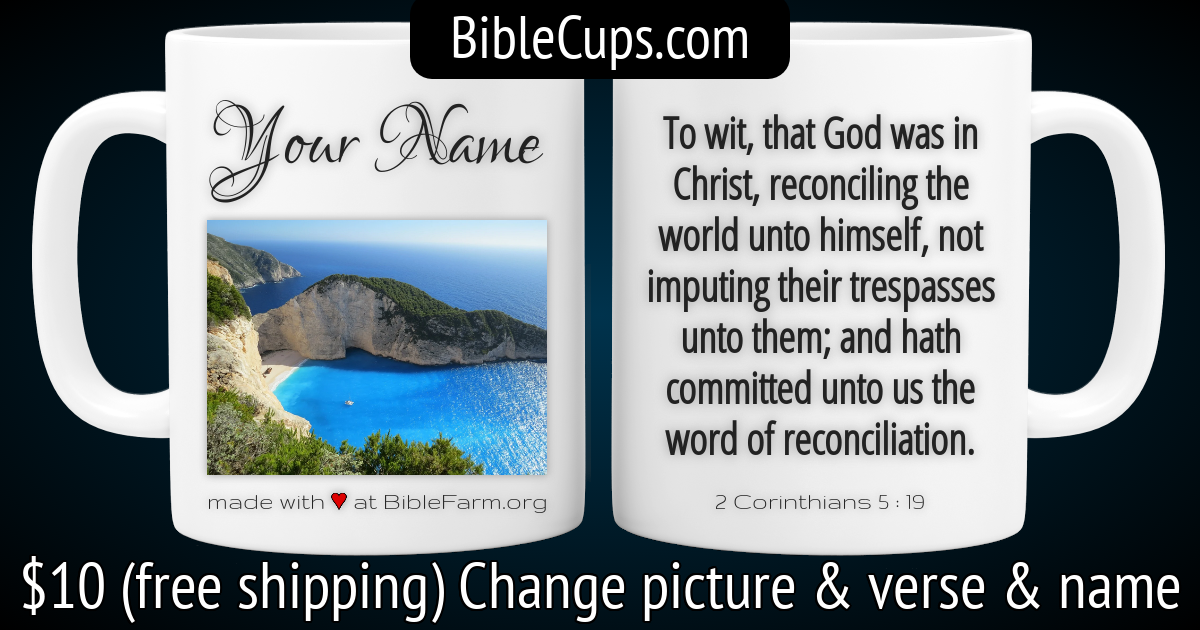 BibleCups.com
Your Name
made with ♥ at BibleFarm.org
To wit, that God was in
Christ, reconciling the
world unto himself, not
imputing their trespasses
unto them; and hath
committed unto us the
word of reconciliation.
2 Corinthians 5 : 19
$10 (free shipping) Change picture & verse & name